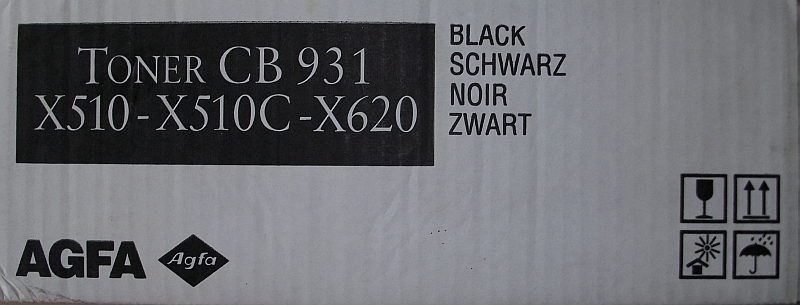 TONER CB 931
X510 - X510C - X620
BLACK
SCHWARZ
NOIR
ZWART
AGFA
Agfa